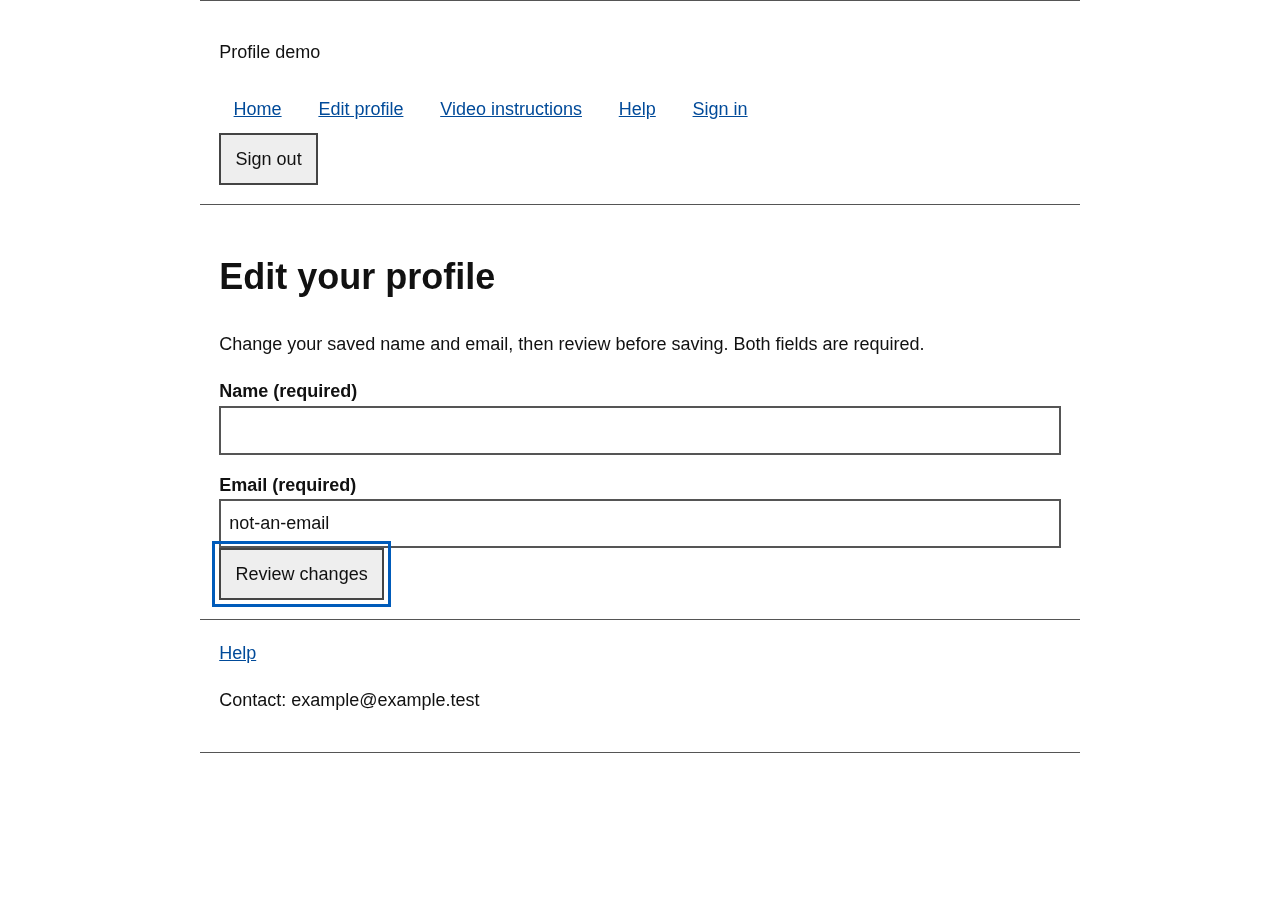 Profile demo
Home Edit profile Video instructions Help Sign in
Sign out
Edit your profile
Change your saved name and email, then review before saving. Both fields are required.
Name (required)
Email (required)
not-an-email
Review changes
Help
Contact: example@example.test